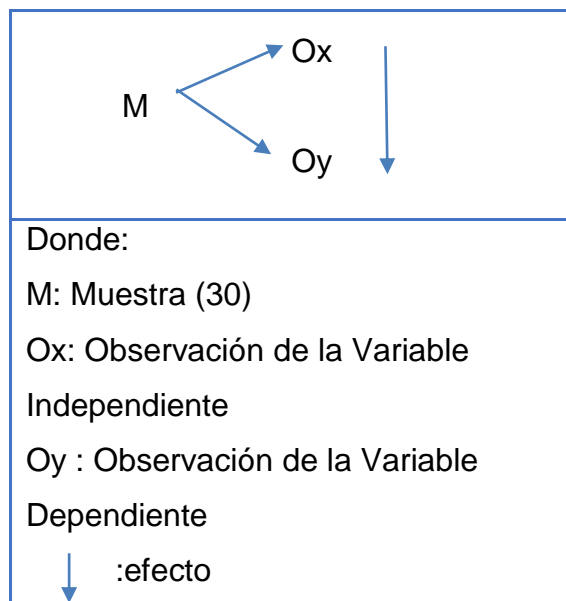 Ox
M
Oy
Donde:
M: Muestra (30)
Ox: Observación de la Variable
Independiente
Oy : Observación de la Variable
Dependiente
:efecto